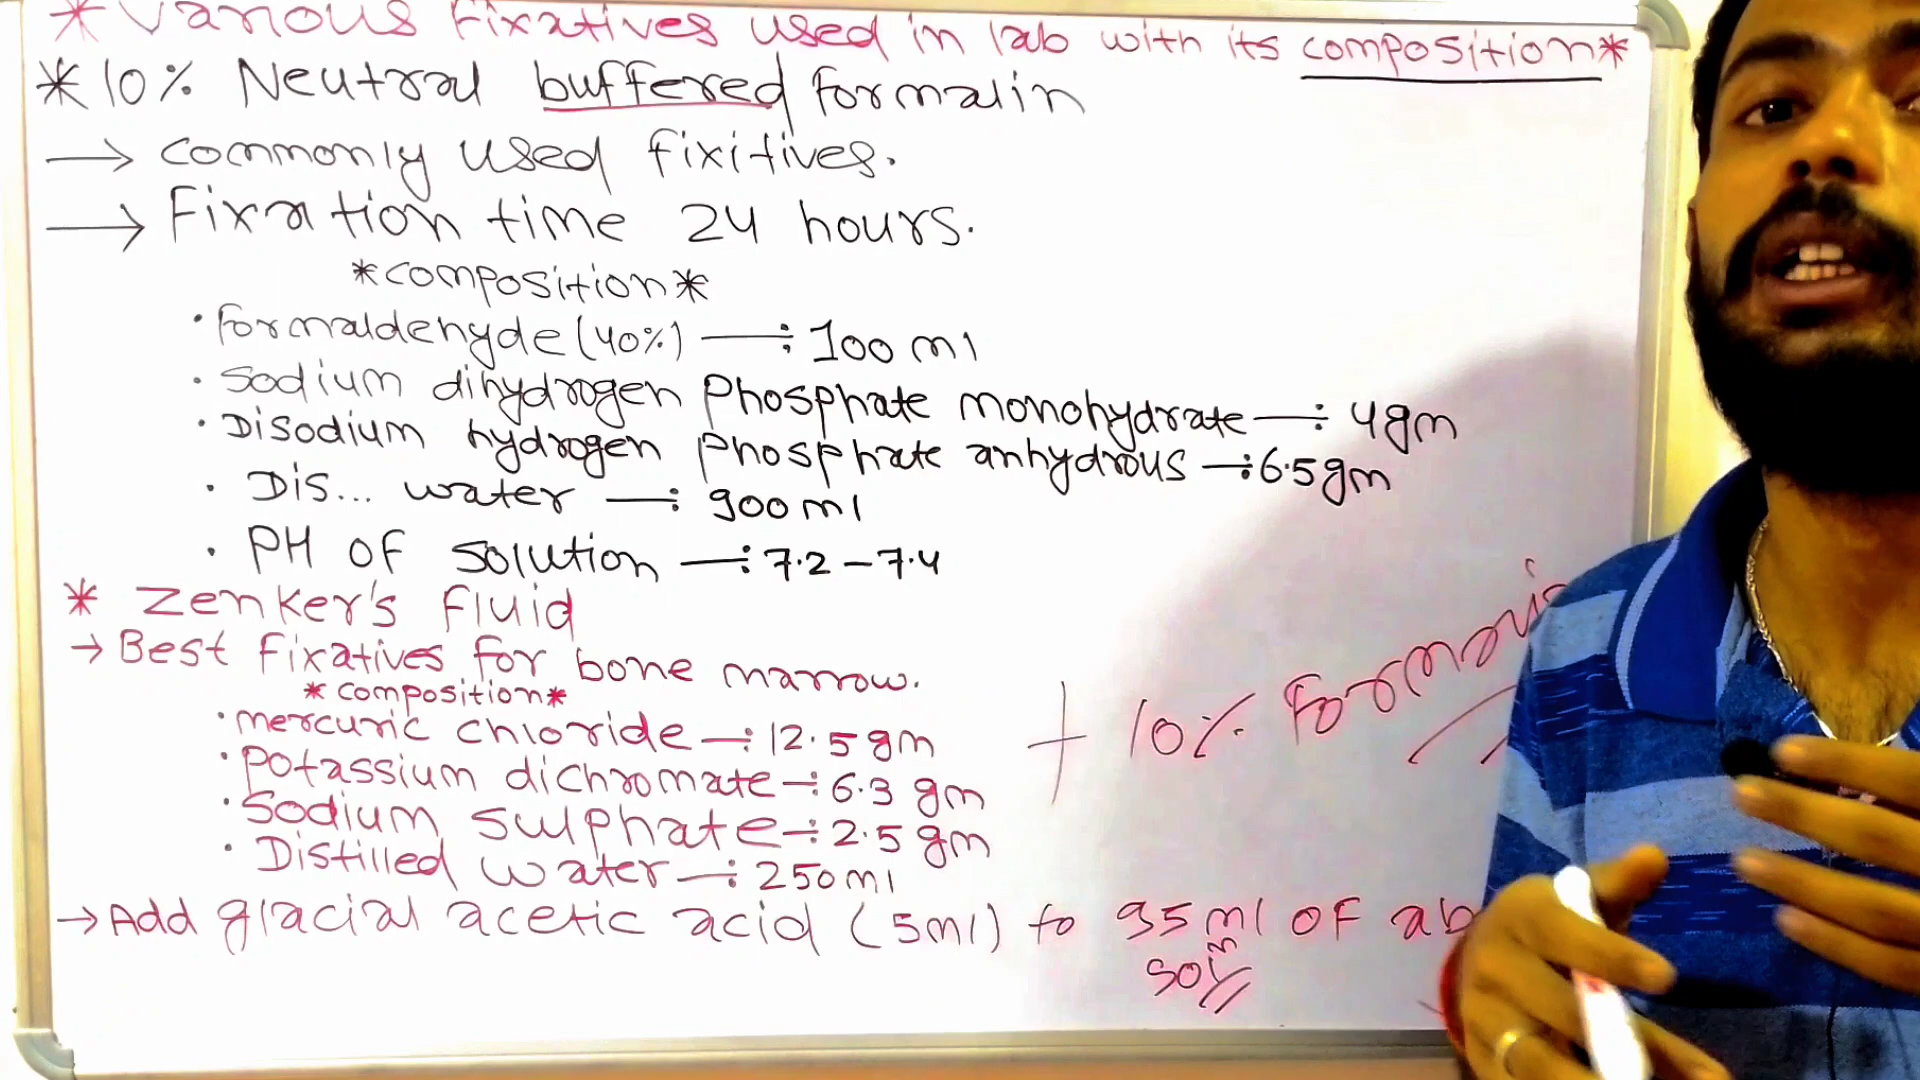 * Various Fixatives used in lab with its composition *
* 10% Neutral buffered Formalin
→ commonly used fixitives.
→ Fixation time 24 hours.
* composition *
• Formaldehyde (40%) —: 100 ml
• Sodium dihydrogen Phosphate monohydrate —: 4gm
• Disodium hydrogen Phosphate anhydrous —: 6.5gm
• Dis... water —: 900 ml
• PH OF Solution —: 7.2 – 7.4
* Zenker's Fluid
→ Best Fixatives for bone marrow.
* composition *
• mercuric chloride —: 12.5 gm
• Potassium dichromate —: 6.3 gm
• Sodium sulphate —: 2.5 gm
• Distilled water —: 250 ml
+ 10% Formalin
→ Add glacial acetic acid (5ml) to 95 ml OF